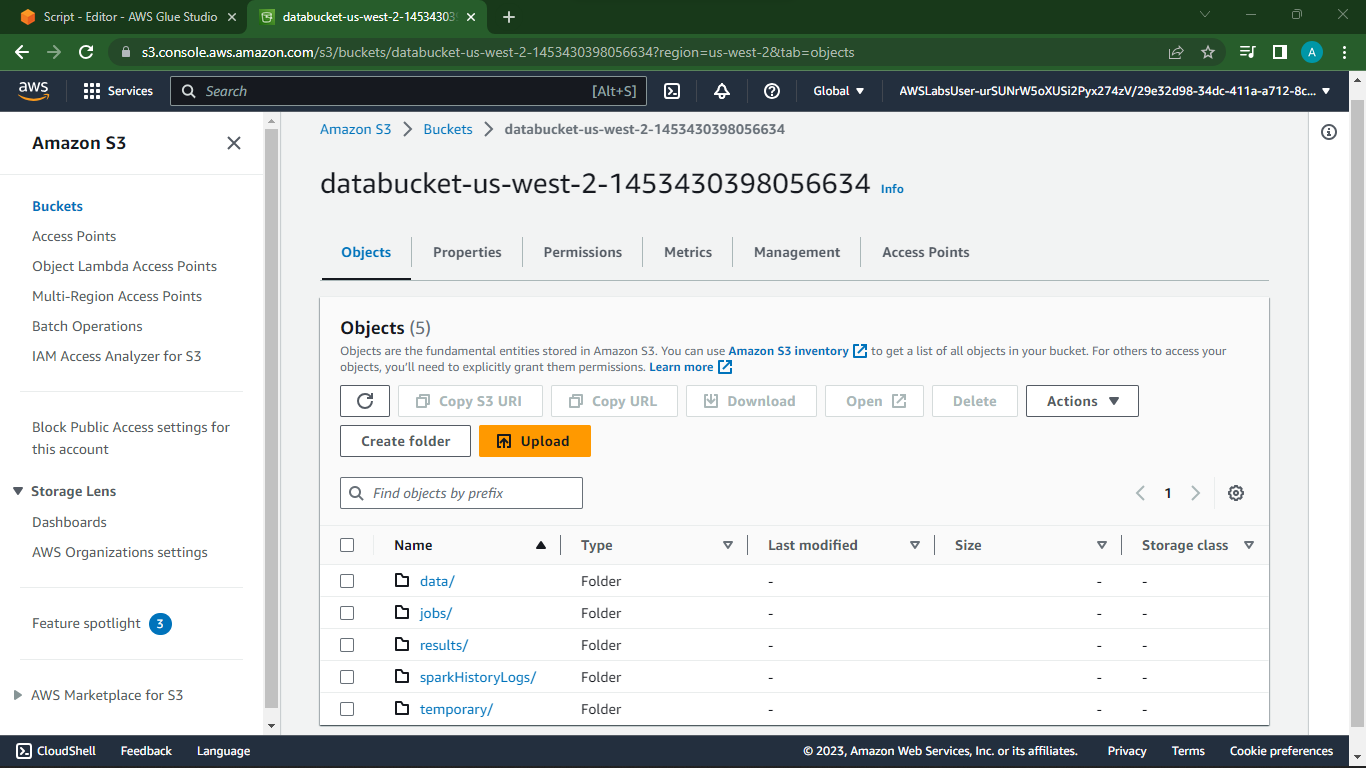 Script - Editor - AWS Glue Studio
databucket-us-west-2-145343039
s3.console.aws.amazon.com/s3/buckets/databucket-us-west-2-1453430398056634?region=us-west-2&tab=objects
A
aws Services Search [Alt+S] Global AWSLabsUser-urSUNrW5oXUSi2Pyx274zV/29e32d98-34dc-411a-a712-8c...
Amazon S3
Buckets
Access Points
Object Lambda Access Points
Multi-Region Access Points
Batch Operations
IAM Access Analyzer for S3
Block Public Access settings for
this account
Storage Lens
Dashboards
AWS Organizations settings
Feature spotlight 3
AWS Marketplace for S3
Amazon S3 Buckets databucket-us-west-2-1453430398056634
databucket-us-west-2-1453430398056634 Info
Objects Properties Permissions Metrics Management Access Points
Objects (5)
Objects are the fundamental entities stored in Amazon S3. You can use Amazon S3 inventory to get a list of all objects in your bucket. For others to access your
objects, you'll need to explicitly grant them permissions. Learn more
Copy S3 URI Copy URL Download Open Delete Actions
Create folder Upload
Find objects by prefix 1
Name Type Last modified Size Storage class
data/ Folder - - -
jobs/ Folder - - -
results/ Folder - - -
sparkHistoryLogs/ Folder - - -
temporary/ Folder - - -
CloudShell Feedback Language © 2023, Amazon Web Services, Inc. or its affiliates. Privacy Terms Cookie preferences